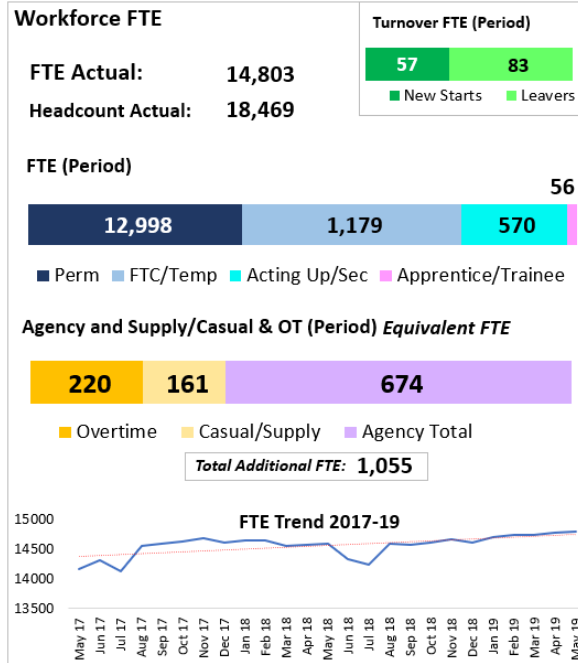 Workforce FTE
Turnover FTE (Period)
57 83
New Starts Leavers
FTE Actual: 14,803
Headcount Actual: 18,469
FTE (Period)
56
12,998 1,179 570
Perm FTC/Temp Acting Up/Sec Apprentice/Trainee
Agency and Supply/Casual & OT (Period) Equivalent FTE
220 161 674
Overtime Casual/Supply Agency Total
Total Additional FTE: 1,055
FTE Trend 2017-19
15000
14500
14000
13500
May 17
Jun 17
Jul 17
Aug 17
Sep 17
Oct 17
Nov 17
Dec 17
Jan 18
Feb 18
Mar 18
Apr 18
May 18
Jun 18
Jul 18
Aug 18
Sep 18
Oct 18
Nov 18
Dec 18
Jan 19
Feb 19
Mar 19
Apr 19
May 19